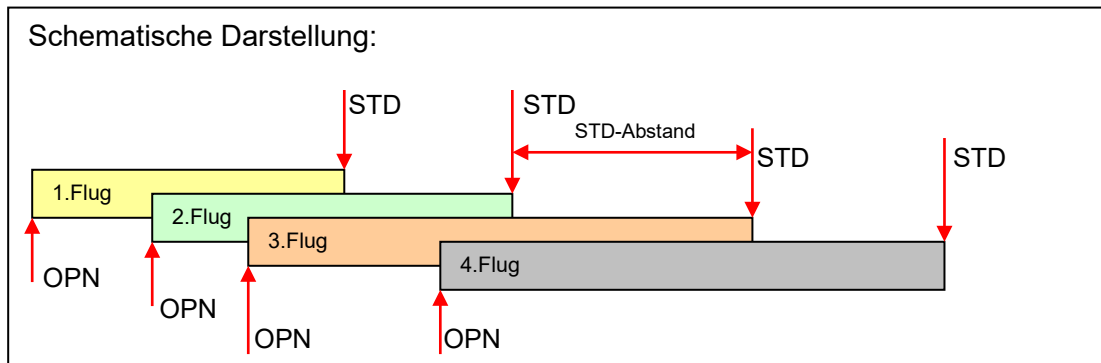 Schematische Darstellung:
STD
STD
STD-Abstand
STD
STD
1.Flug
2.Flug
3.Flug
4.Flug
OPN
OPN
OPN
OPN